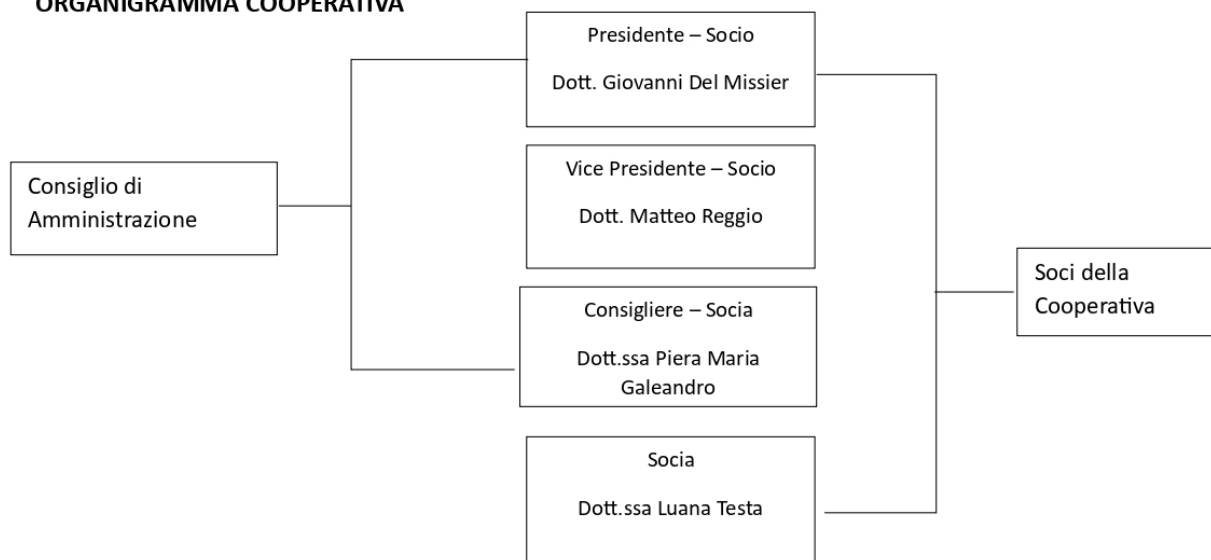 ORGANIGRAMMA COOPERATIVA
Presidente – Socio
Dott. Giovanni Del Missier
Vice Presidente – Socio
Dott. Matteo Reggio
Consiglio di
Amministrazione
Consigliere – Socia
Dott.ssa Piera Maria
Galeandro
Soci della
Cooperativa
Socia
Dott.ssa Luana Testa